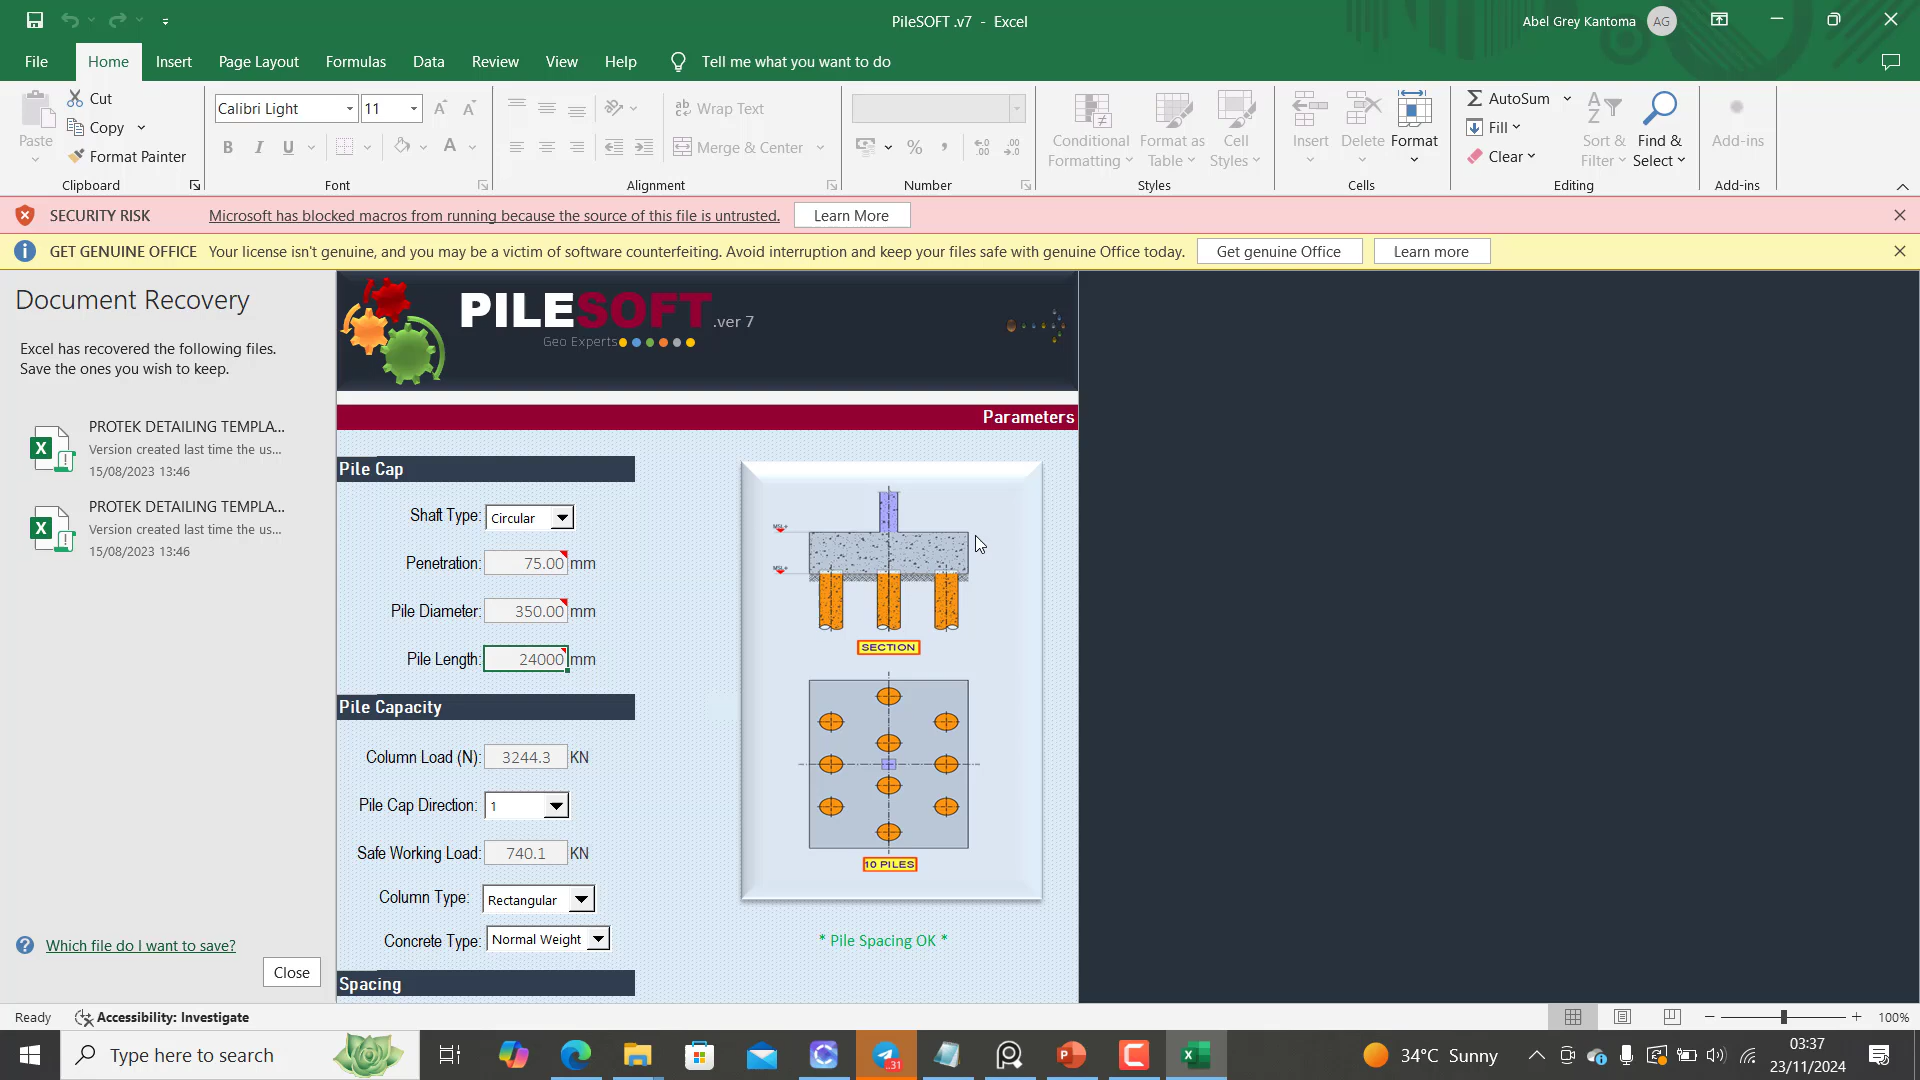 PileSOFT .v7 - Excel
Abel Grey Kantoma
AG
File
Home
Insert
Page Layout
Formulas
Data
Review
View
Help
Tell me what you want to do
Paste
Cut
Copy
Format Painter
Clipboard
Calibri Light
11
B I U
Font
Wrap Text
Merge & Center
Alignment
Number
Conditional Formatting
Format as Table
Cell Styles
Styles
Insert
Delete
Format
Cells
AutoSum
Fill
Clear
Sort & Filter
Find & Select
Editing
Add-ins
Add-ins
SECURITY RISK
Microsoft has blocked macros from running because the source of this file is untrusted.
Learn More
GET GENUINE OFFICE
Your license isn't genuine, and you may be a victim of software counterfeiting. Avoid interruption and keep your files safe with genuine Office today.
Get genuine Office
Learn more
Document Recovery
Excel has recovered the following files.
Save the ones you wish to keep.
PROTEK DETAILING TEMPLA...
Version created last time the us...
15/08/2023 13:46
PROTEK DETAILING TEMPLA...
Version created last time the us...
15/08/2023 13:46
Which file do I want to save?
Close
PILESOFT .ver 7
Geo Experts
Parameters
Pile Cap
Shaft Type: Circular
Penetration: 75.00 mm
Pile Diameter: 350.00 mm
Pile Length: 24000 mm
Pile Capacity
Column Load (N): 3244.3 KN
Pile Cap Direction: 1
Safe Working Load: 740.1 KN
Column Type: Rectangular
Concrete Type: Normal Weight
Spacing
SECTION
10 PILES
* Pile Spacing OK *
Ready
Accessibility: Investigate
100%
Type here to search
31
34°C Sunny
03:37
23/11/2024